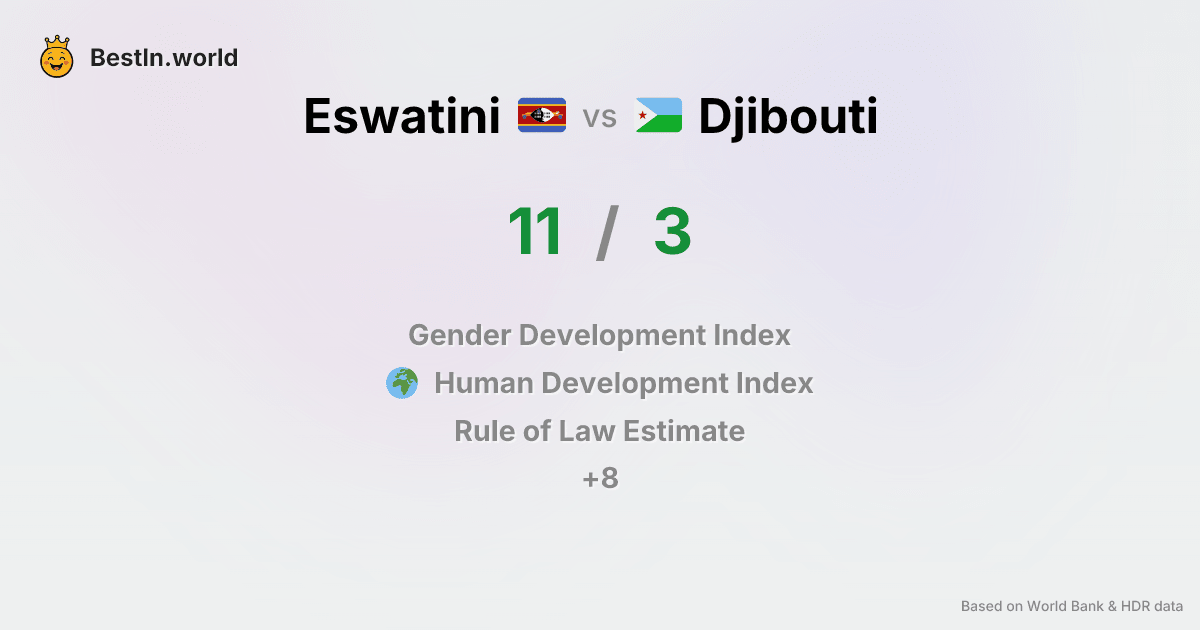 BestIn.world
Eswatini vs Djibouti
11 / 3
Gender Development Index
Human Development Index
Rule of Law Estimate
+8
Based on World Bank & HDR data